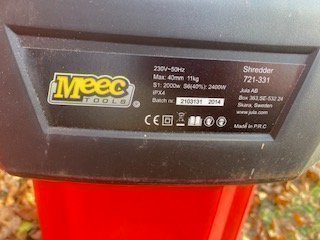 MEEC
TOOLS
®
230V~50Hz
Max: 40mm 11kg
S1: 2000w S6(40%): 2400W
IPX4
Batch nr. 2103131 2014
CE
Shredder
721-331
Jula AB
Box 363,SE-532 24
Skara, Sweden
www.jula.com
Made in P.R.C